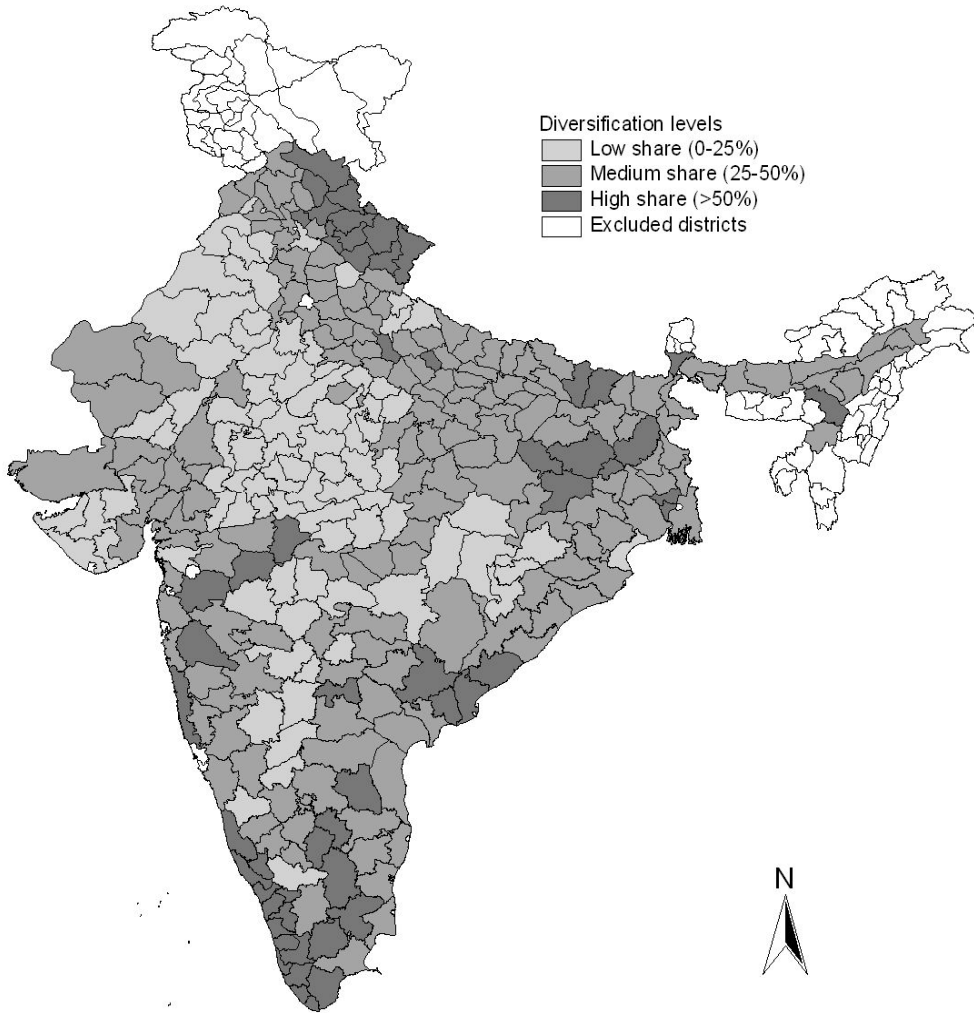 Diversification levels
Low share (0-25%)
Medium share (25-50%)
High share (>50%)
Excluded districts
N